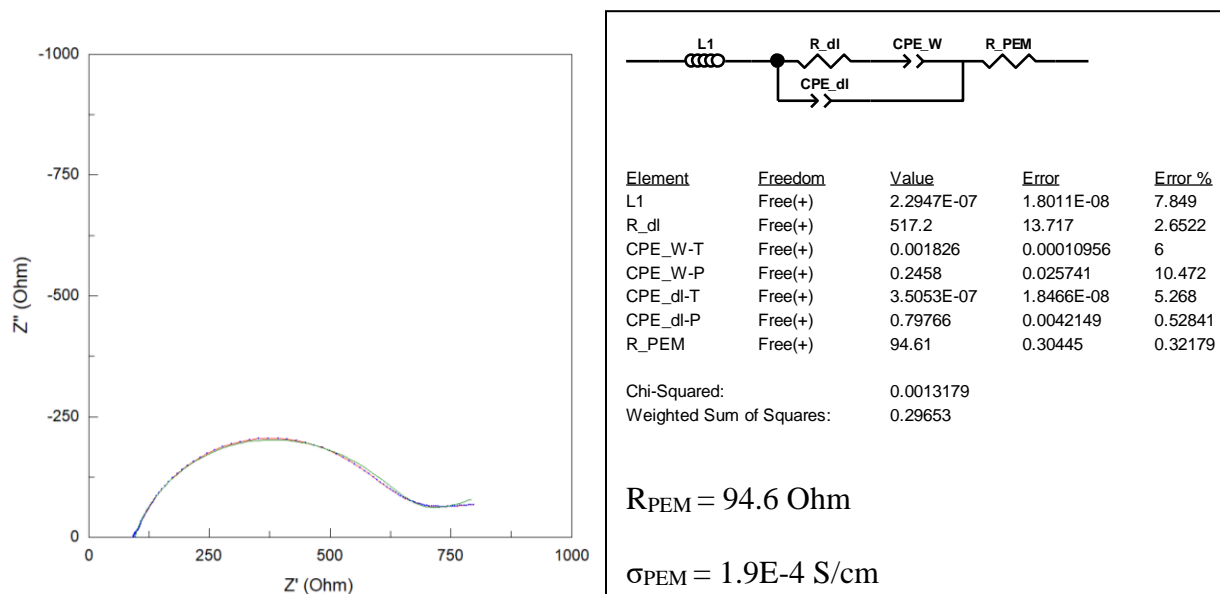 -1000
-750
-500
-250
0
Z" (Ohm)
0 250 500 750 1000
Z' (Ohm)
L1 R_dl CPE_W R_PEM
CPE_dl
Element Freedom Value Error Error %
L1 Free(+) 2.2947E-07 1.8011E-08 7.849
R_dl Free(+) 517.2 13.717 2.6522
CPE_W-T Free(+) 0.001826 0.00010956 6
CPE_W-P Free(+) 0.2458 0.025741 10.472
CPE_dl-T Free(+) 3.5053E-07 1.8466E-08 5.268
CPE_dl-P Free(+) 0.79766 0.0042149 0.52841
R_PEM Free(+) 94.61 0.30445 0.32179
Chi-Squared: 0.0013179
Weighted Sum of Squares: 0.29653
RPEM = 94.6 Ohm
σPEM = 1.9E-4 S/cm